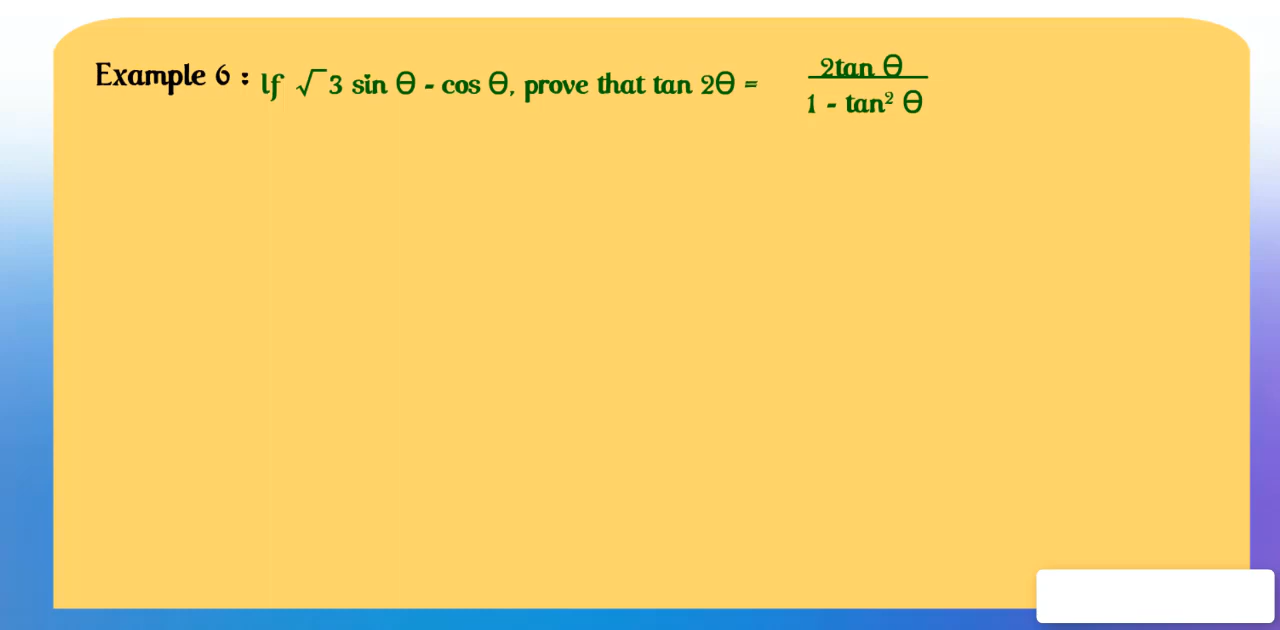 Example 6 : If √3 sin θ - cos θ, prove that tan 2θ = 2tan θ / 1 - tan² θ